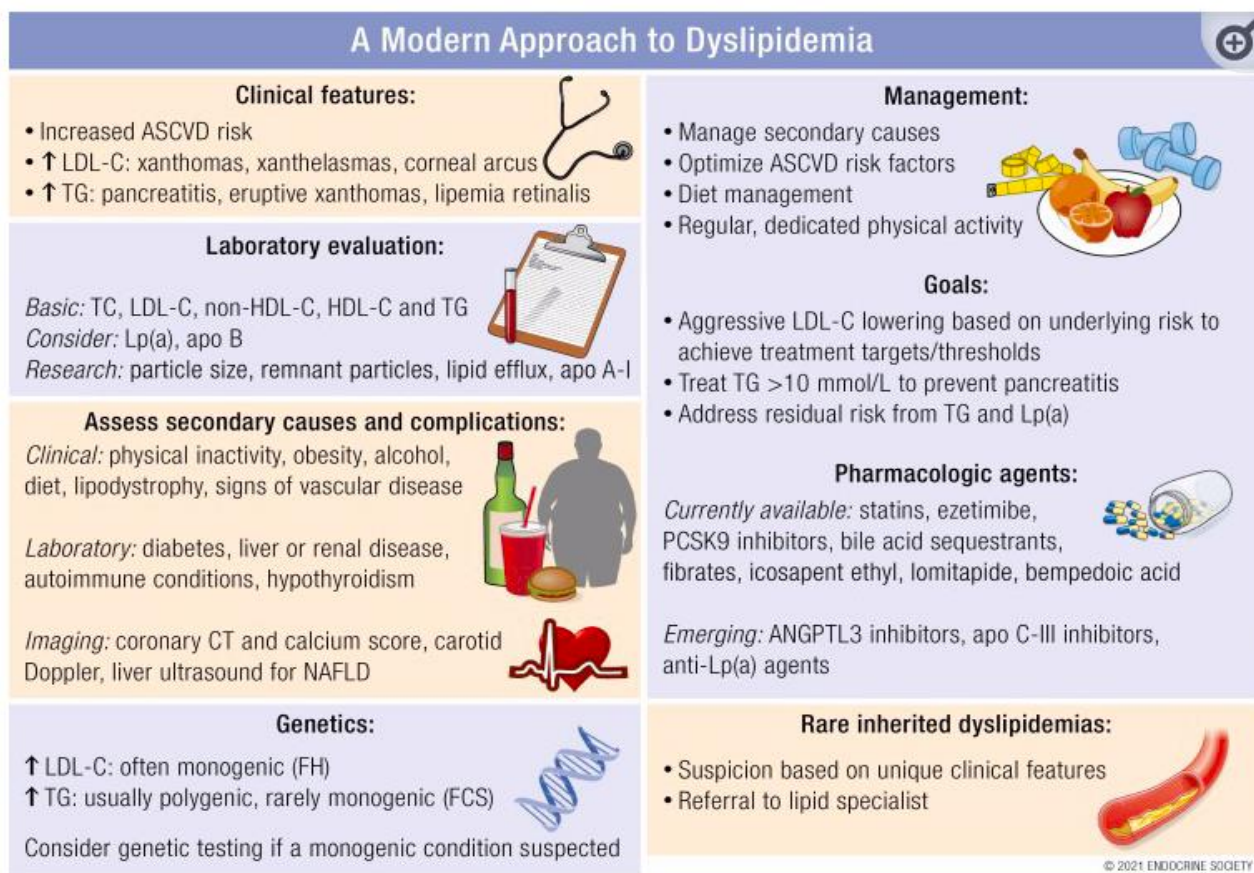 A Modern Approach to Dyslipidemia
Clinical features:
• Increased ASCVD risk
• ↑ LDL-C: xanthomas, xanthelasmas, corneal arcus
• ↑ TG: pancreatitis, eruptive xanthomas, lipemia retinalis
Laboratory evaluation:
Basic: TC, LDL-C, non-HDL-C, HDL-C and TG
Consider: Lp(a), apo B
Research: particle size, remnant particles, lipid efflux, apo A-I
Assess secondary causes and complications:
Clinical: physical inactivity, obesity, alcohol,
diet, lipodystrophy, signs of vascular disease
Laboratory: diabetes, liver or renal disease,
autoimmune conditions, hypothyroidism
Imaging: coronary CT and calcium score, carotid
Doppler, liver ultrasound for NAFLD
Genetics:
↑ LDL-C: often monogenic (FH)
↑ TG: usually polygenic, rarely monogenic (FCS)
Consider genetic testing if a monogenic condition suspected
Management:
• Manage secondary causes
• Optimize ASCVD risk factors
• Diet management
• Regular, dedicated physical activity
Goals:
• Aggressive LDL-C lowering based on underlying risk to
achieve treatment targets/thresholds
• Treat TG >10 mmol/L to prevent pancreatitis
• Address residual risk from TG and Lp(a)
Pharmacologic agents:
Currently available: statins, ezetimibe,
PCSK9 inhibitors, bile acid sequestrants,
fibrates, icosapent ethyl, lomitapide, bempedoic acid
Emerging: ANGPTL3 inhibitors, apo C-III inhibitors,
anti-Lp(a) agents
Rare inherited dyslipidemias:
• Suspicion based on unique clinical features
• Referral to lipid specialist
© 2021 ENDOCRINE SOCIETY